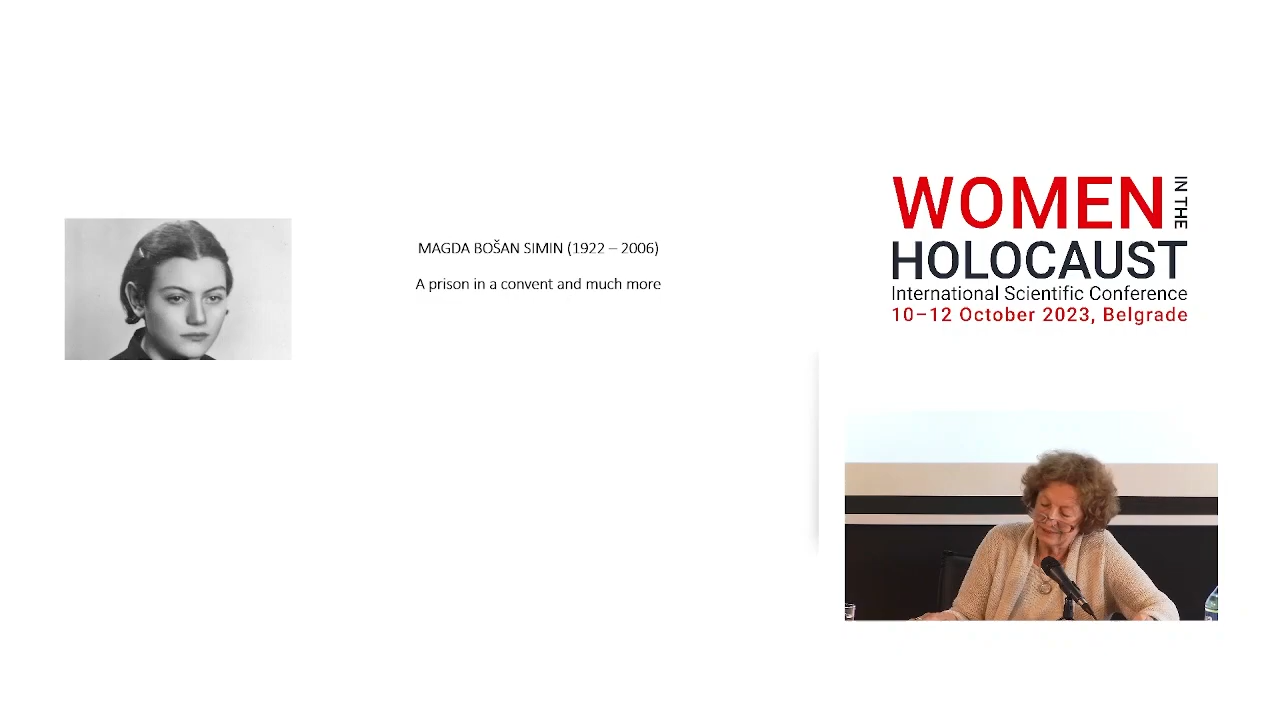 MAGDA BOŠAN SIMIN (1922 – 2006)
A prison in a convent and much more
WOMEN IN THE
HOLOCAUST
International Scientific Conference
10–12 October 2023, Belgrade